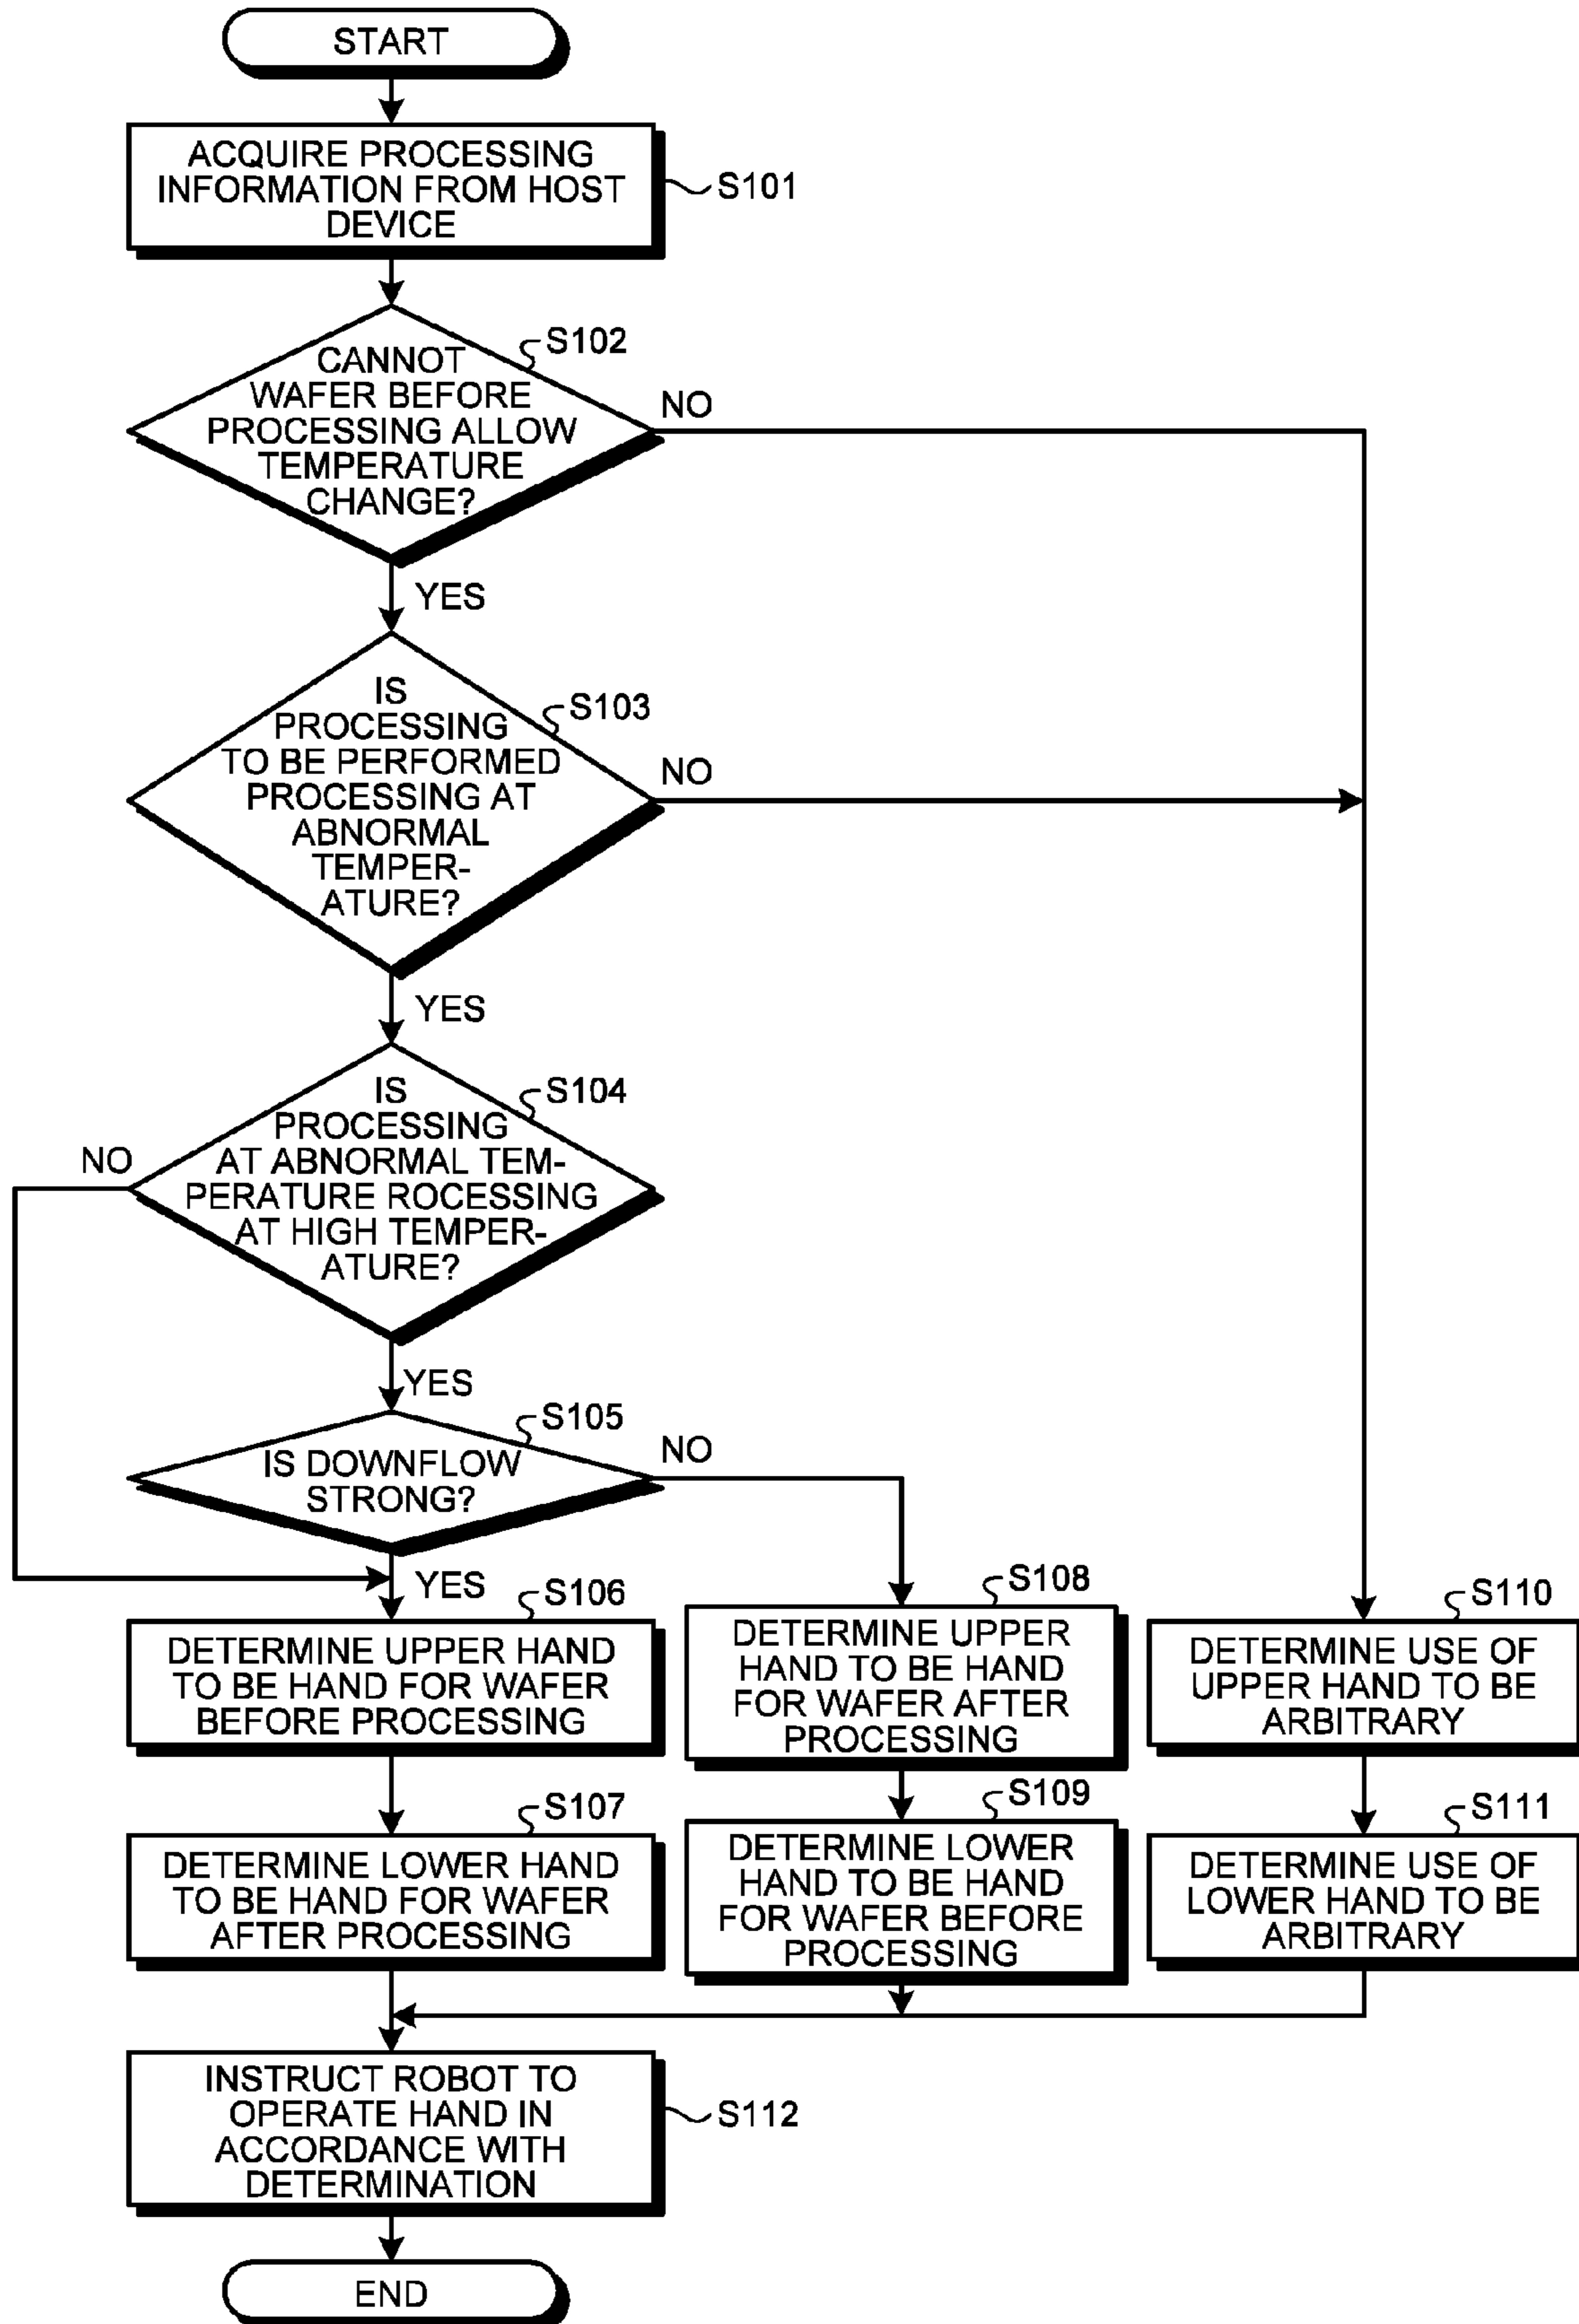 START
ACQUIRE PROCESSING
INFORMATION FROM HOST
DEVICE
S101
S102
CANNOT
WAFER BEFORE
PROCESSING ALLOW
TEMPERATURE
CHANGE?
NO
YES
S103
IS
PROCESSING
TO BE PERFORMED
PROCESSING AT
ABNORMAL
TEMPER-
ATURE?
NO
YES
S104
IS
PROCESSING
AT ABNORMAL TEM-
PERATURE ROCESSING
AT HIGH TEMPER-
ATURE?
NO
YES
S105
IS DOWNFLOW
STRONG?
NO
YES
S106
DETERMINE UPPER HAND
TO BE HAND FOR WAFER
BEFORE PROCESSING
S108
DETERMINE UPPER
HAND TO BE HAND
FOR WAFER AFTER
PROCESSING
S110
DETERMINE USE OF
UPPER HAND TO BE
ARBITRARY
S107
DETERMINE LOWER HAND
TO BE HAND FOR WAFER
AFTER PROCESSING
S109
DETERMINE LOWER
HAND TO BE HAND
FOR WAFER BEFORE
PROCESSING
S111
DETERMINE USE OF
LOWER HAND TO BE
ARBITRARY
INSTRUCT ROBOT TO
OPERATE HAND IN
ACCORDANCE WITH
DETERMINATION
S112
END